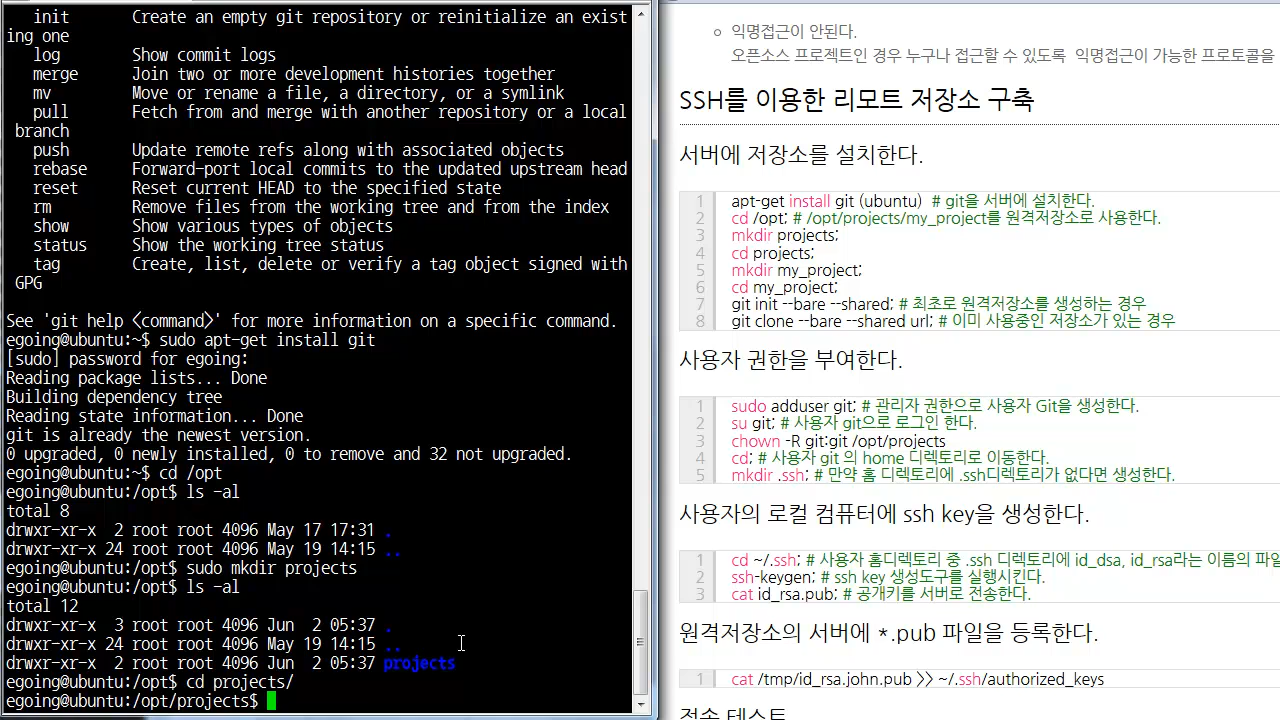 init       Create an empty git repository or reinitialize an exist
ing one
log        Show commit logs
merge      Join two or more development histories together
mv         Move or rename a file, a directory, or a symlink
pull       Fetch from and merge with another repository or a local
branch
push       Update remote refs along with associated objects
rebase     Forward-port local commits to the updated upstream head
reset      Reset current HEAD to the specified state
rm         Remove files from the working tree and from the index
show       Show various types of objects
status     Show the working tree status
tag        Create, list, delete or verify a tag object signed with
GPG
See 'git help <command>' for more information on a specific command.
egoing@ubuntu:~$ sudo apt-get install git
[sudo] password for egoing:
Reading package lists... Done
Building dependency tree
Reading state information... Done
git is already the newest version.
0 upgraded, 0 newly installed, 0 to remove and 32 not upgraded.
egoing@ubuntu:~$ cd /opt
egoing@ubuntu:/opt$ ls -al
total 8
drwxr-xr-x  2 root root 4096 May 17 17:31 .
drwxr-xr-x 24 root root 4096 May 19 14:15 ..
egoing@ubuntu:/opt$ sudo mkdir projects
egoing@ubuntu:/opt$ ls -al
total 12
drwxr-xr-x  3 root root 4096 Jun  2 05:37 .
drwxr-xr-x 24 root root 4096 May 19 14:15 ..
drwxr-xr-x  2 root root 4096 Jun  2 05:37 projects
egoing@ubuntu:/opt$ cd projects/
egoing@ubuntu:/opt/projects$
익명접근이 안된다.
오픈소스 프로젝트인 경우 누구나 접근할 수 있도록 익명접근이 가능한 프로토콜을
SSH를 이용한 리모트 저장소 구축
서버에 저장소를 설치한다.
1 apt-get install git (ubuntu)  # git을 서버에 설치한다.
2 cd /opt; # /opt/projects/my_project를 원격저장소로 사용한다.
3 mkdir projects;
4 cd projects;
5 mkdir my_project;
6 cd my_project;
7 git init --bare --shared; # 최초로 원격저장소를 생성하는 경우
8 git clone --bare --shared url; # 이미 사용중인 저장소가 있는 경우
사용자 권한을 부여한다.
1 sudo adduser git; # 관리자 권한으로 사용자 Git을 생성한다.
2 su git; # 사용자 git으로 로그인 한다.
3 chown -R git:git /opt/projects
4 cd; # 사용자 git 의 home 디렉토리로 이동한다.
5 mkdir .ssh; # 만약 홈 디렉토리에 .ssh디렉토리가 없다면 생성한다.
사용자의 로컬 컴퓨터에 ssh key을 생성한다.
1 cd ~/.ssh; # 사용자 홈디렉토리 중 .ssh 디렉토리에 id_dsa, id_rsa라는 이름의 파일
2 ssh-keygen; # ssh key 생성도구를 실행시킨다.
3 cat id_rsa.pub; # 공개키를 서버로 전송한다.
원격저장소의 서버에 *.pub 파일을 등록한다.
1 cat /tmp/id_rsa.john.pub >> ~/.ssh/authorized_keys
전송 테스트